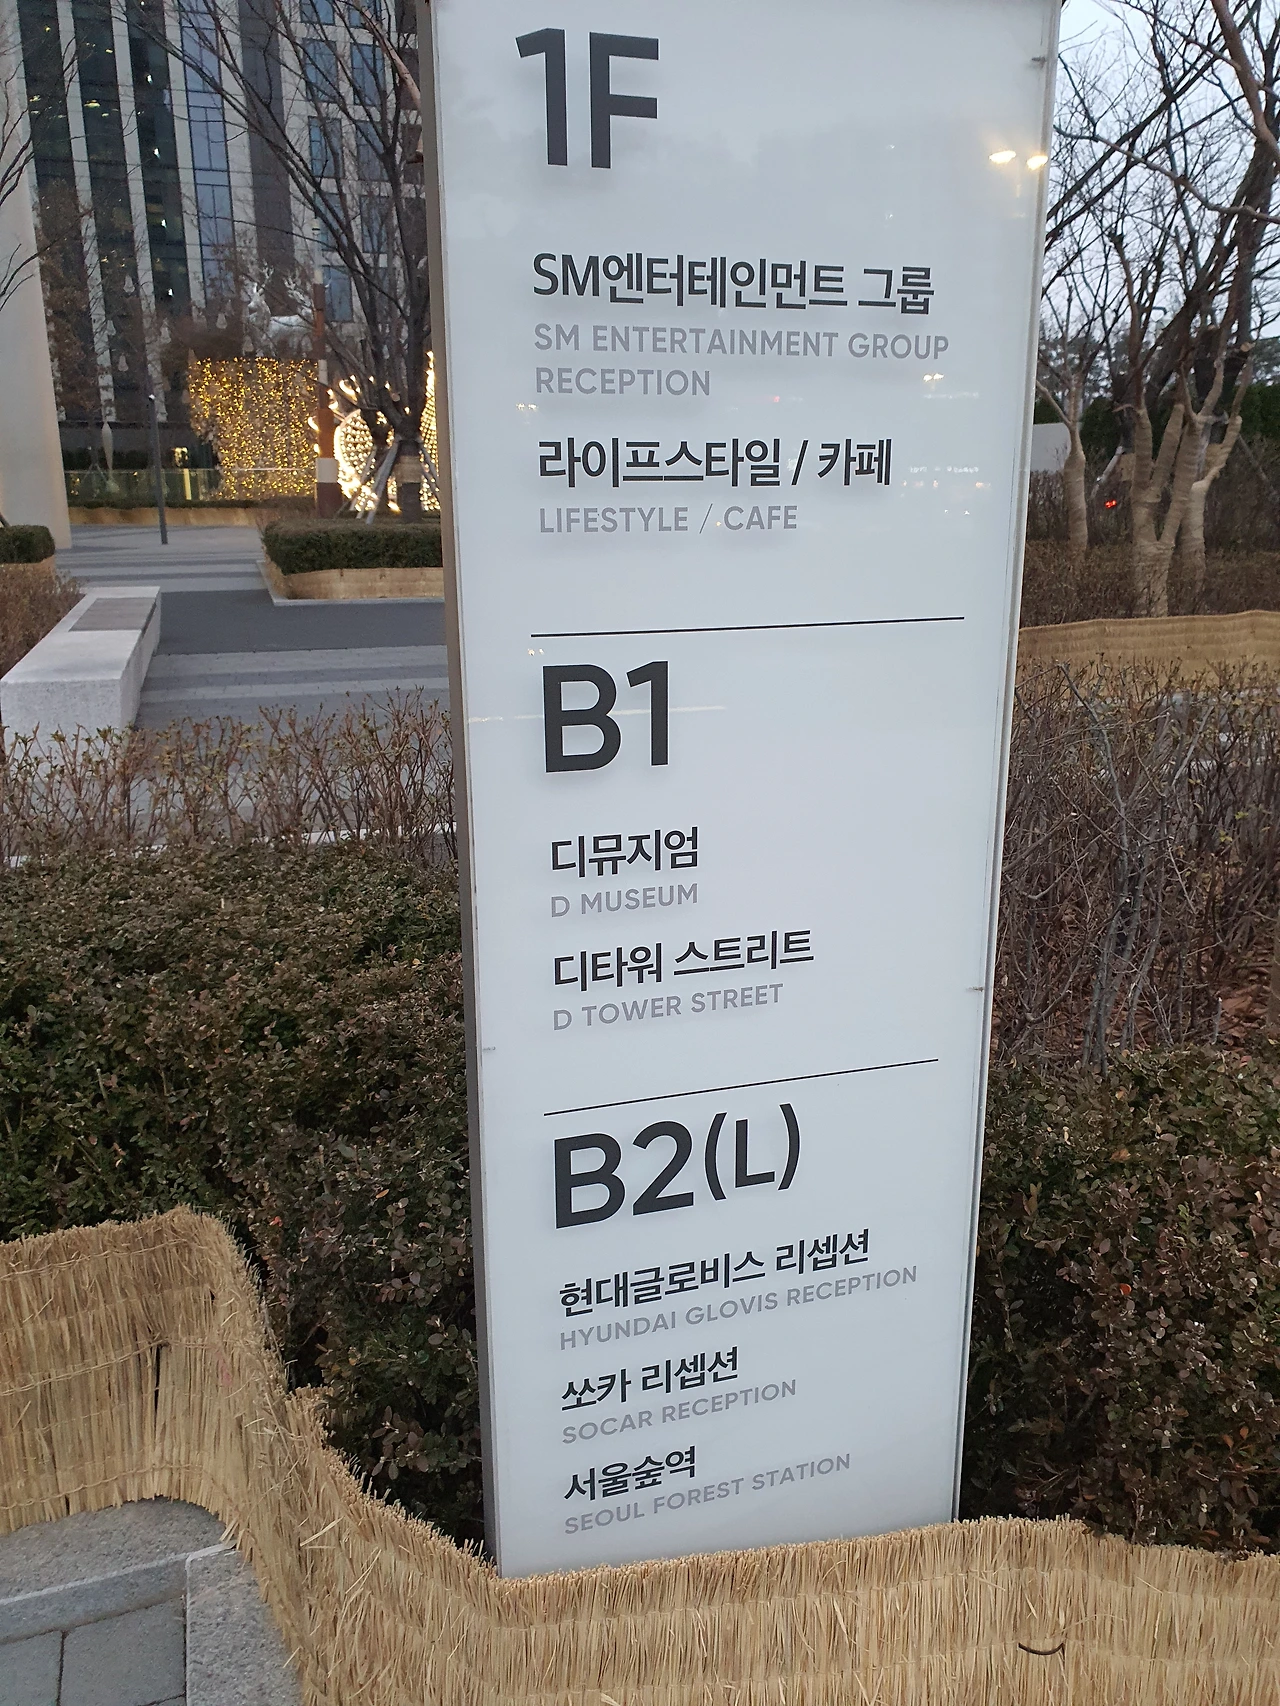 1F
SM엔터테인먼트 그룹
SM ENTERTAINMENT GROUP
RECEPTION
라이프스타일 / 카페
LIFESTYLE / CAFE
B1
디뮤지엄
D MUSEUM
디타워 스트리트
D TOWER STREET
B2(L)
현대글로비스 리셉션
HYUNDAI GLOVIS RECEPTION
쏘카 리셉션
SOCAR RECEPTION
서울숲역
SEOUL FOREST STATION